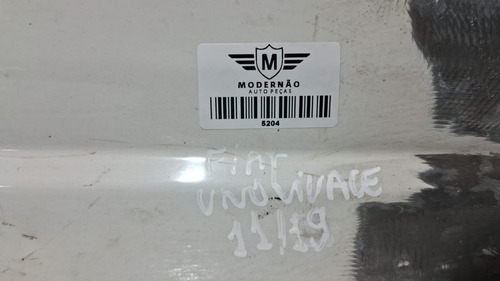 M
MODERNÃO
AUTO PEÇAS
5204
FIAT
UNO VIVACE
11/19